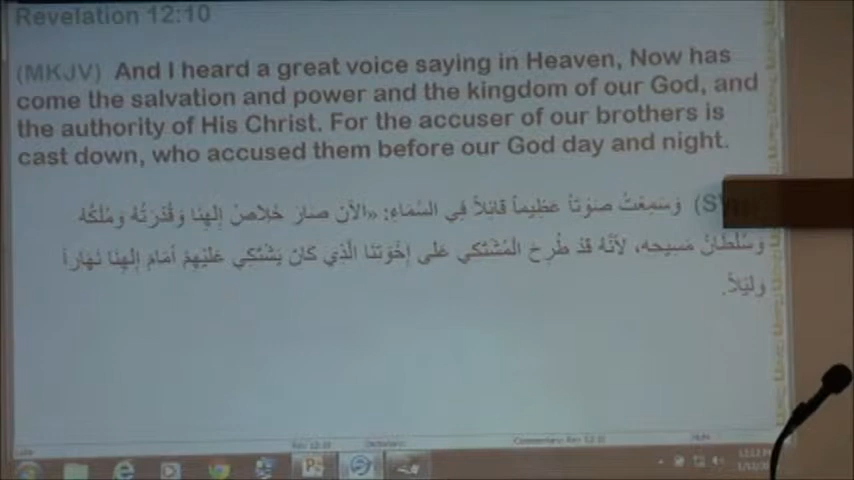 Revelation 12:10
(MKJV) And I heard a great voice saying in Heaven, Now has
come the salvation and power and the kingdom of our God, and
the authority of His Christ. For the accuser of our brothers is
cast down, who accused them before our God day and night.
وَسَمِعْتُ صَوْتاً عَظِيماً قَائِلاً فِي السَّمَاءِ: «الآنَ صَارَ خَلاَصُ إِلَهِنَا وَقُدْرَتُهُ وَمُلْكُهُ
وَسُلْطَانُ مَسِيحِهِ، لأَنَّهُ قَدْ طُرِحَ الْمُشْتَكِي عَلَى إِخْوَتِنَا الَّذِي كَانَ يَشْتَكِي عَلَيْهِمْ أَمَامَ إِلَهِنَا نَهَاراً
وَلَيْلاً.